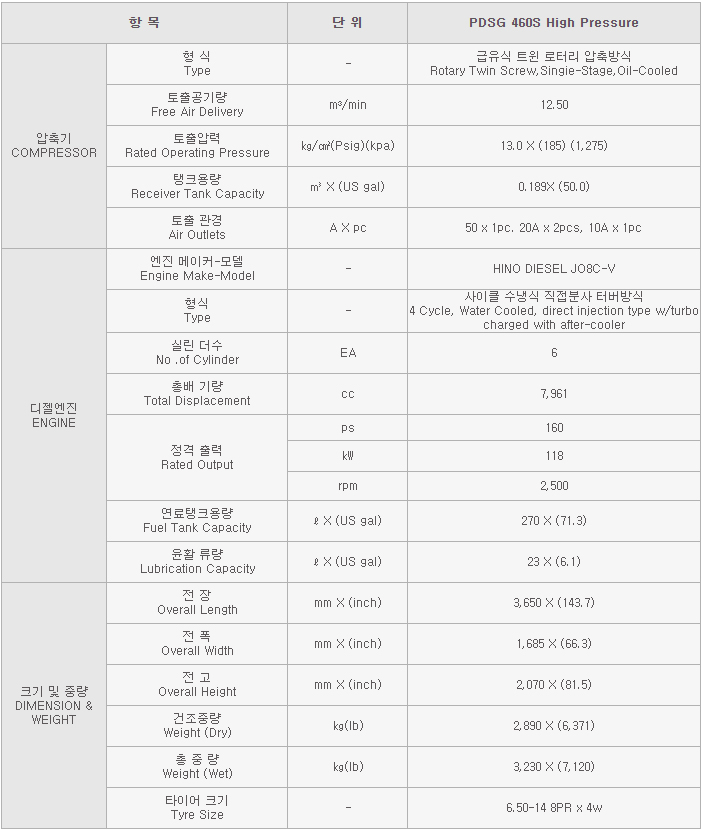 항 목 단 위 PDSG 460S High Pressure
압축기
COMPRESSOR
형 식
Type
-
급유식 트윈 로터리 압축방식
Rotary Twin Screw,Singie-Stage,Oil-Cooled
토출공기량
Free Air Delivery
m³/min
12.50
토출압력
Rated Operating Pressure
kg/㎠(Psig)(kpa)
13.0 X (185) (1,275)
탱크용량
Receiver Tank Capacity
m³ X (US gal)
0.189X (50.0)
토출 관경
Air Outlets
A X pc
50 x 1pc. 20A x 2pcs, 10A x 1pc
디젤엔진
ENGINE
엔진 메이커-모델
Engine Make-Model
-
HINO DIESEL JO8C-V
형식
Type
-
사이클 수냉식 직접분사 터버방식
4 Cycle, Water Cooled, direct injection type w/turbo
charged with after-cooler
실린 더수
No .of Cylinder
EA
6
총배 기량
Total Displacement
cc
7,961
정격 출력
Rated Output
ps
160
kW
118
rpm
2,500
연료탱크용량
Fuel Tank Capacity
ℓ X (US gal)
270 X (71.3)
윤활 류량
Lubrication Capacity
ℓ X (US gal)
23 X (6.1)
크기 및 중량
DIMENSION &
WEIGHT
전 장
Overall Length
mm X (inch)
3,650 X (143.7)
전 폭
Overall Width
mm X (inch)
1,685 X (66.3)
전 고
Overall Height
mm X (inch)
2,070 X (81.5)
건조중량
Weight (Dry)
kg(lb)
2,890 X (6,371)
총 중 량
Weight (Wet)
kg(lb)
3,230 X (7,120)
타이어 크기
Tyre Size
-
6.50-14 8PR x 4w